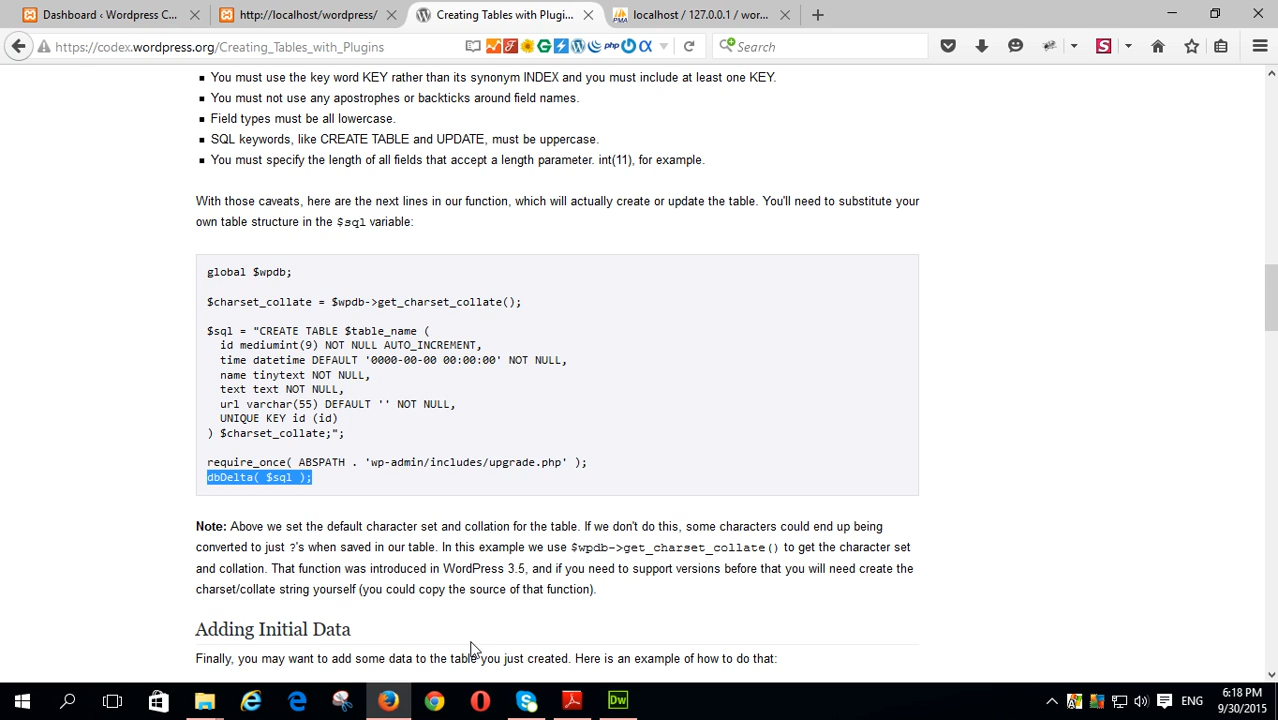 Dashboard ‹ Wordpress C...
http://localhost/wordpress/
Creating Tables with Plugi...
localhost / 127.0.0.1 / wor...
https://codex.wordpress.org/Creating_Tables_with_Plugins
php
Search
You must use the key word KEY rather than its synonym INDEX and you must include at least one KEY.
You must not use any apostrophes or backticks around field names.
Field types must be all lowercase.
SQL keywords, like CREATE TABLE and UPDATE, must be uppercase.
You must specify the length of all fields that accept a length parameter. int(11), for example.
With those caveats, here are the next lines in our function, which will actually create or update the table. You'll need to substitute your
own table structure in the $sql variable:
global $wpdb;
$charset_collate = $wpdb->get_charset_collate();
$sql = "CREATE TABLE $table_name (
id mediumint(9) NOT NULL AUTO_INCREMENT,
time datetime DEFAULT '0000-00-00 00:00:00' NOT NULL,
name tinytext NOT NULL,
text text NOT NULL,
url varchar(55) DEFAULT '' NOT NULL,
UNIQUE KEY id (id)
) $charset_collate;";
require_once( ABSPATH . 'wp-admin/includes/upgrade.php' );
dbDelta( $sql );
Note: Above we set the default character set and collation for the table. If we don't do this, some characters could end up being
converted to just ?'s when saved in our table. In this example we use $wpdb->get_charset_collate() to get the character set
and collation. That function was introduced in WordPress 3.5, and if you need to support versions before that you will need create the
charset/collate string yourself (you could copy the source of that function).
Adding Initial Data
Finally, you may want to add some data to the table you just created. Here is an example of how to do that:
Dw
ENG
6:18 PM
9/30/2015